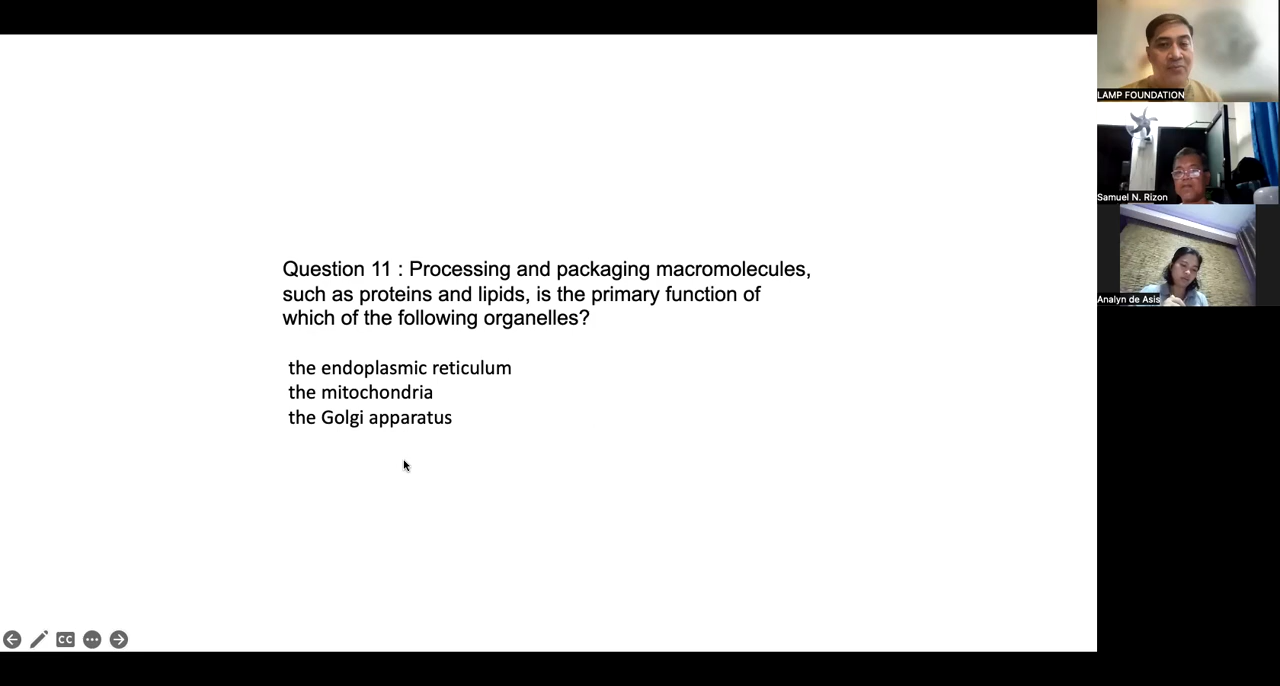 Question 11 : Processing and packaging macromolecules,
such as proteins and lipids, is the primary function of
which of the following organelles?
the endoplasmic reticulum
the mitochondria
the Golgi apparatus
LAMP FOUNDATION
Samuel N. Rizon
Analyn de Asis
CC